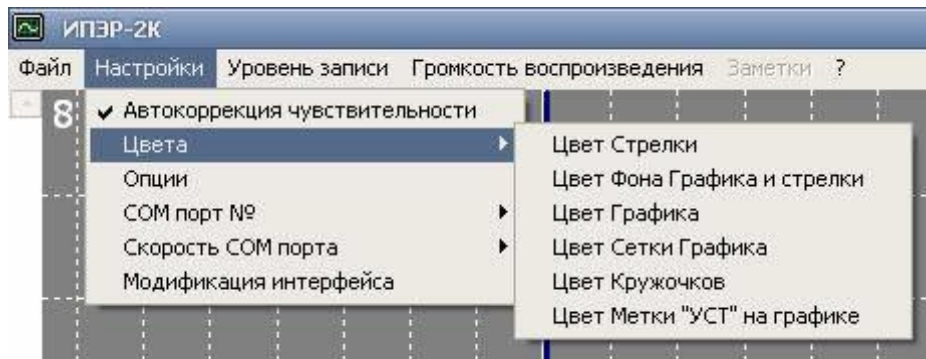 ИПЭР-2К
Файл Настройки Уровень записи Громкость воспроизведения Заметки ?
8
Автокоррекция чувствительности
Цвета
Опции
COM порт №
Скорость COM порта
Модификация интерфейса
Цвет Стрелки
Цвет Фона Графика и стрелки
Цвет Графика
Цвет Сетки Графика
Цвет Кружочков
Цвет Метки "УСТ" на графике